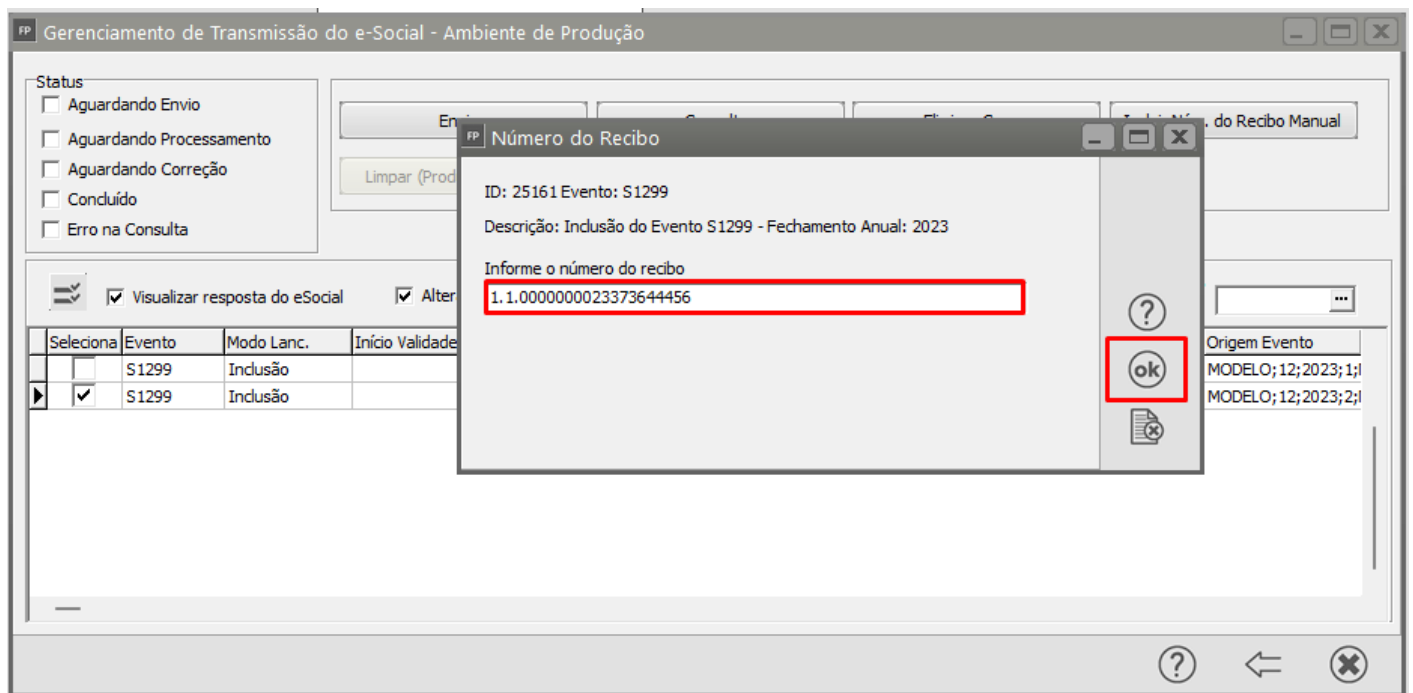 FP Gerenciamento de Transmissão do e-Social - Ambiente de Produção
Status
Aguardando Envio
Aguardando Processamento
Aguardando Correção
Concluído
Erro na Consulta
. do Recibo Manual
Limpar (Prod
FP Número do Recibo
ID: 25161 Evento: S1299
Descrição: Inclusão do Evento S1299 - Fechamento Anual: 2023
Informe o número do recibo
1.1.0000000023373644456
ok
Visualizar resposta do eSocial
Alter
...
Seleciona Evento Modo Lanc. Início Validade Origem Evento
S1299 Inclusão MODELO;12;2023;1;
S1299 Inclusão MODELO;12;2023;2;